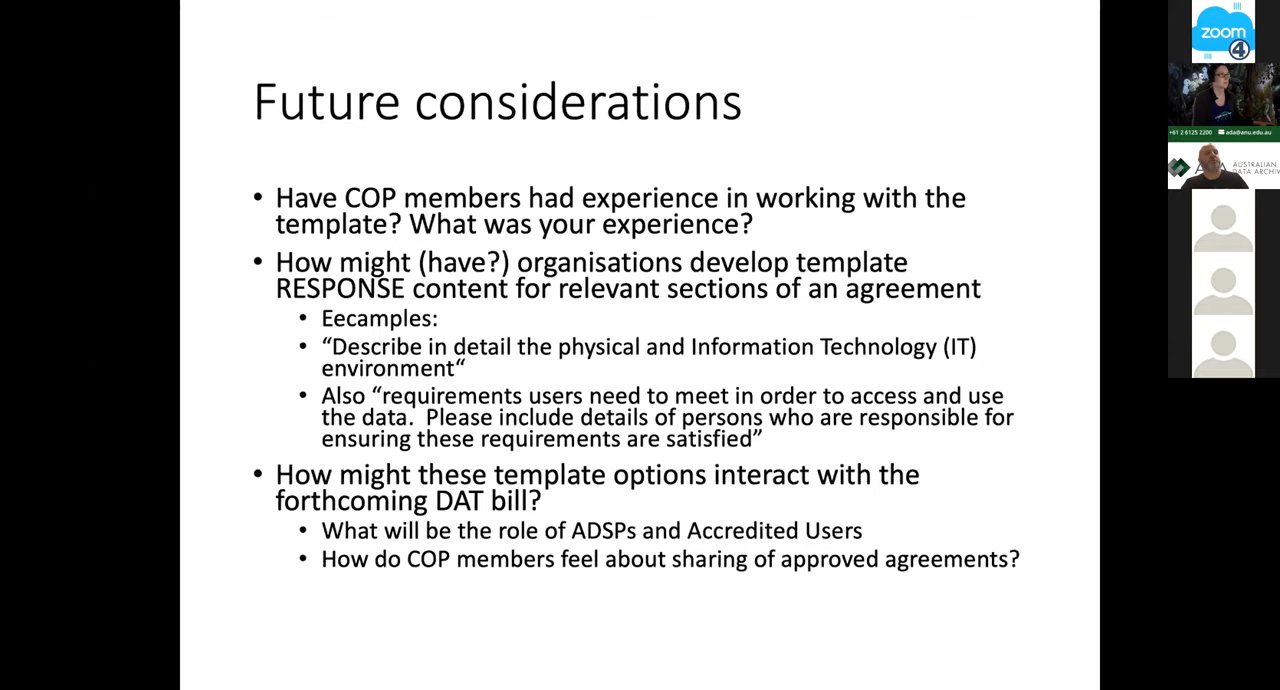 Future considerations
• Have COP members had experience in working with the
template? What was your experience?
• How might (have?) organisations develop template
RESPONSE content for relevant sections of an agreement
• Eecamples:
• “Describe in detail the physical and Information Technology (IT)
environment“
• Also “requirements users need to meet in order to access and use
the data. Please include details of persons who are responsible for
ensuring these requirements are satisfied”
• How might these template options interact with the
forthcoming DAT bill?
• What will be the role of ADSPs and Accredited Users
• How do COP members feel about sharing of approved agreements?
zoom
4
+61 2 6125 2200 ada@anu.edu.au
AUSTRALIAN
DATA ARCHIV